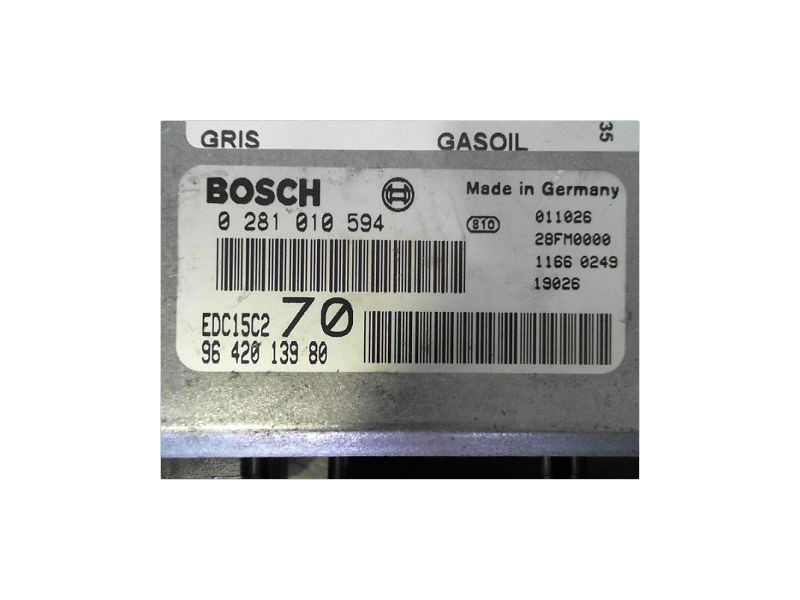 GRIS GASOIL 35
BOSCH Made in Germany
0 281 010 594 810 011026
28FM0000
1166 0249
19026
EDC15C2 70
96 420 139 80